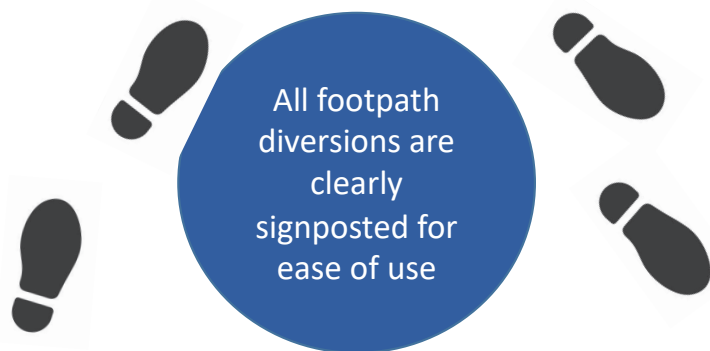 All footpath
diversions are
clearly
signposted for
ease of use